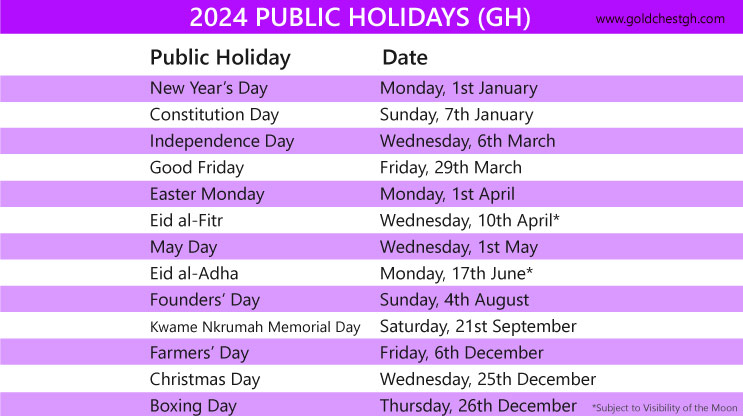 2024 PUBLIC HOLIDAYS (GH) www.goldchestgh.com
Public Holiday Date
New Year’s Day Monday, 1st January
Constitution Day Sunday, 7th January
Independence Day Wednesday, 6th March
Good Friday Friday, 29th March
Easter Monday Monday, 1st April
Eid al-Fitr Wednesday, 10th April*
May Day Wednesday, 1st May
Eid al-Adha Monday, 17th June*
Founders’ Day Sunday, 4th August
Kwame Nkrumah Memorial Day Saturday, 21st September
Farmers’ Day Friday, 6th December
Christmas Day Wednesday, 25th December
Boxing Day Thursday, 26th December *Subject to Visibility of the Moon